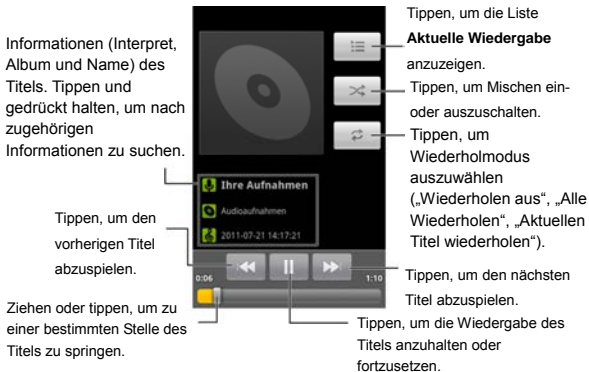 Informationen (Interpret,
Album und Name) des
Titels. Tippen und
gedrückt halten, um nach
zugehörigen
Informationen zu suchen.
Tippen, um den
vorherigen Titel
abzuspielen.
Ziehen oder tippen, um zu
einer bestimmten Stelle des
Titels zu springen.
Ihre Aufnahmen
Audioaufnahmen
2011-07-21 14:17:21
0:06
1:10
Tippen, um die Liste
Aktuelle Wiedergabe
anzuzeigen.
Tippen, um Mischen ein-
oder auszuschalten.
Tippen, um
Wiederholmodus
auszuwählen
(„Wiederholen aus“, „Alle
Wiederholen“, „Aktuellen
Titel wiederholen“).
Tippen, um den nächsten
Titel abzuspielen.
Tippen, um die Wiedergabe des
Titels anzuhalten oder
fortzusetzen.